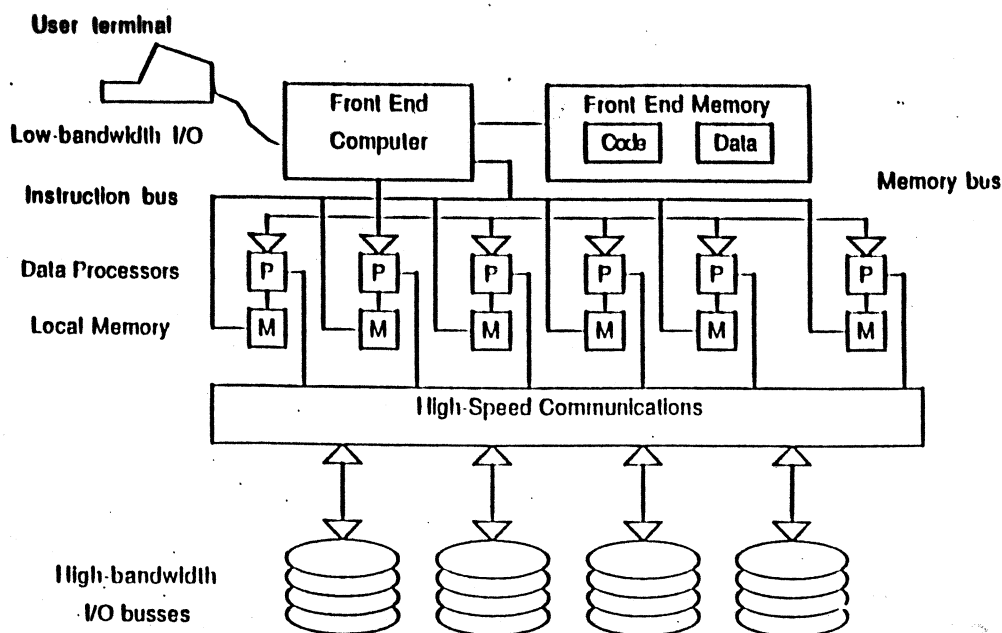 User terminal
Front End
Computer
Front End Memory
Code Data
Low-bandwidth I/O
Memory bus
Instruction bus
Data Processors
P P P P P P
Local Memory
M M M M M M
High-Speed Communications
High-bandwidth
I/O busses